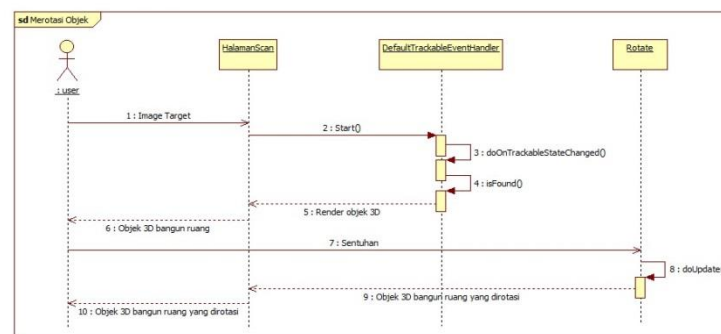 sd Merotasi Objek
HalamanScan
DefaultTrackableEventHandler
Rotate
: user
1 : Image Target
2 : Start()
3 : doOnTrackableStateChanged()
4 : isFound()
5 : Render objek 3D
6 : Objek 3D bangun ruang
7 : Sentuhan
8 : doUpdate
9 : Objek 3D bangun ruang yang dirotasi
10 : Objek 3D bangun ruang yang dirotasi